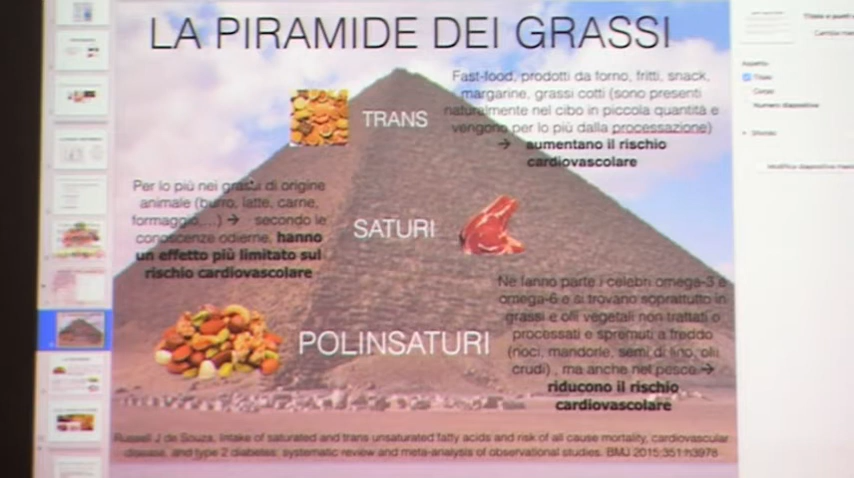 LA PIRAMIDE DEI GRASSI
TRANS
Fast-food, prodotti da forno, fritti, snack,
margarine, grassi cotti (sono presenti
naturalmente nel cibo in piccola quantità e
vengono per lo più dalla processazione)
→ aumentano il rischio
cardiovascolare
Per lo più nei grassi di origine
animale (burro, latte, carne,
formaggio,...) → secondo le
conoscenze odierne, hanno
un effetto più limitato sul
rischio cardiovascolare
SATURI
POLINSATURI
Ne fanno parte i celebri omega-3 e
omega-6 e si trovano soprattutto in
grassi e olii vegetali non trattati o
processati e spremuti a freddo
(noci, mandorle, semi di lino, olii
crudi) , ma anche nel pesce →
riducono il rischio
cardiovascolare
Russell J de Souza, Intake of saturated and trans unsaturated fatty acids and risk of all cause mortality, cardiovascular
disease, and type 2 diabetes: systematic review and meta-analysis of observational studies. BMJ 2015;351:h3978
Aspetto
Titolo
Corpo
Numero diapositiva
Sfondo